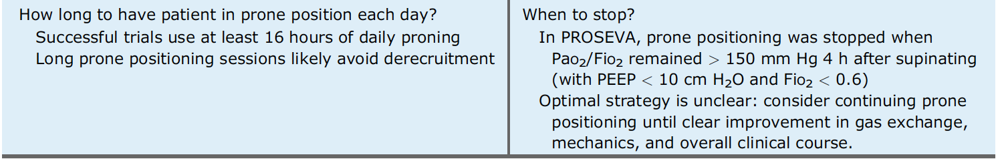 How long to have patient in prone position each day?
Successful trials use at least 16 hours of daily proning
Long prone positioning sessions likely avoid derecruitment
When to stop?
In PROSEVA, prone positioning was stopped when
Pao₂/Fio₂ remained > 150 mm Hg 4 h after supinating
(with PEEP < 10 cm H₂O and Fio₂ < 0.6)
Optimal strategy is unclear: consider continuing prone
positioning until clear improvement in gas exchange,
mechanics, and overall clinical course.